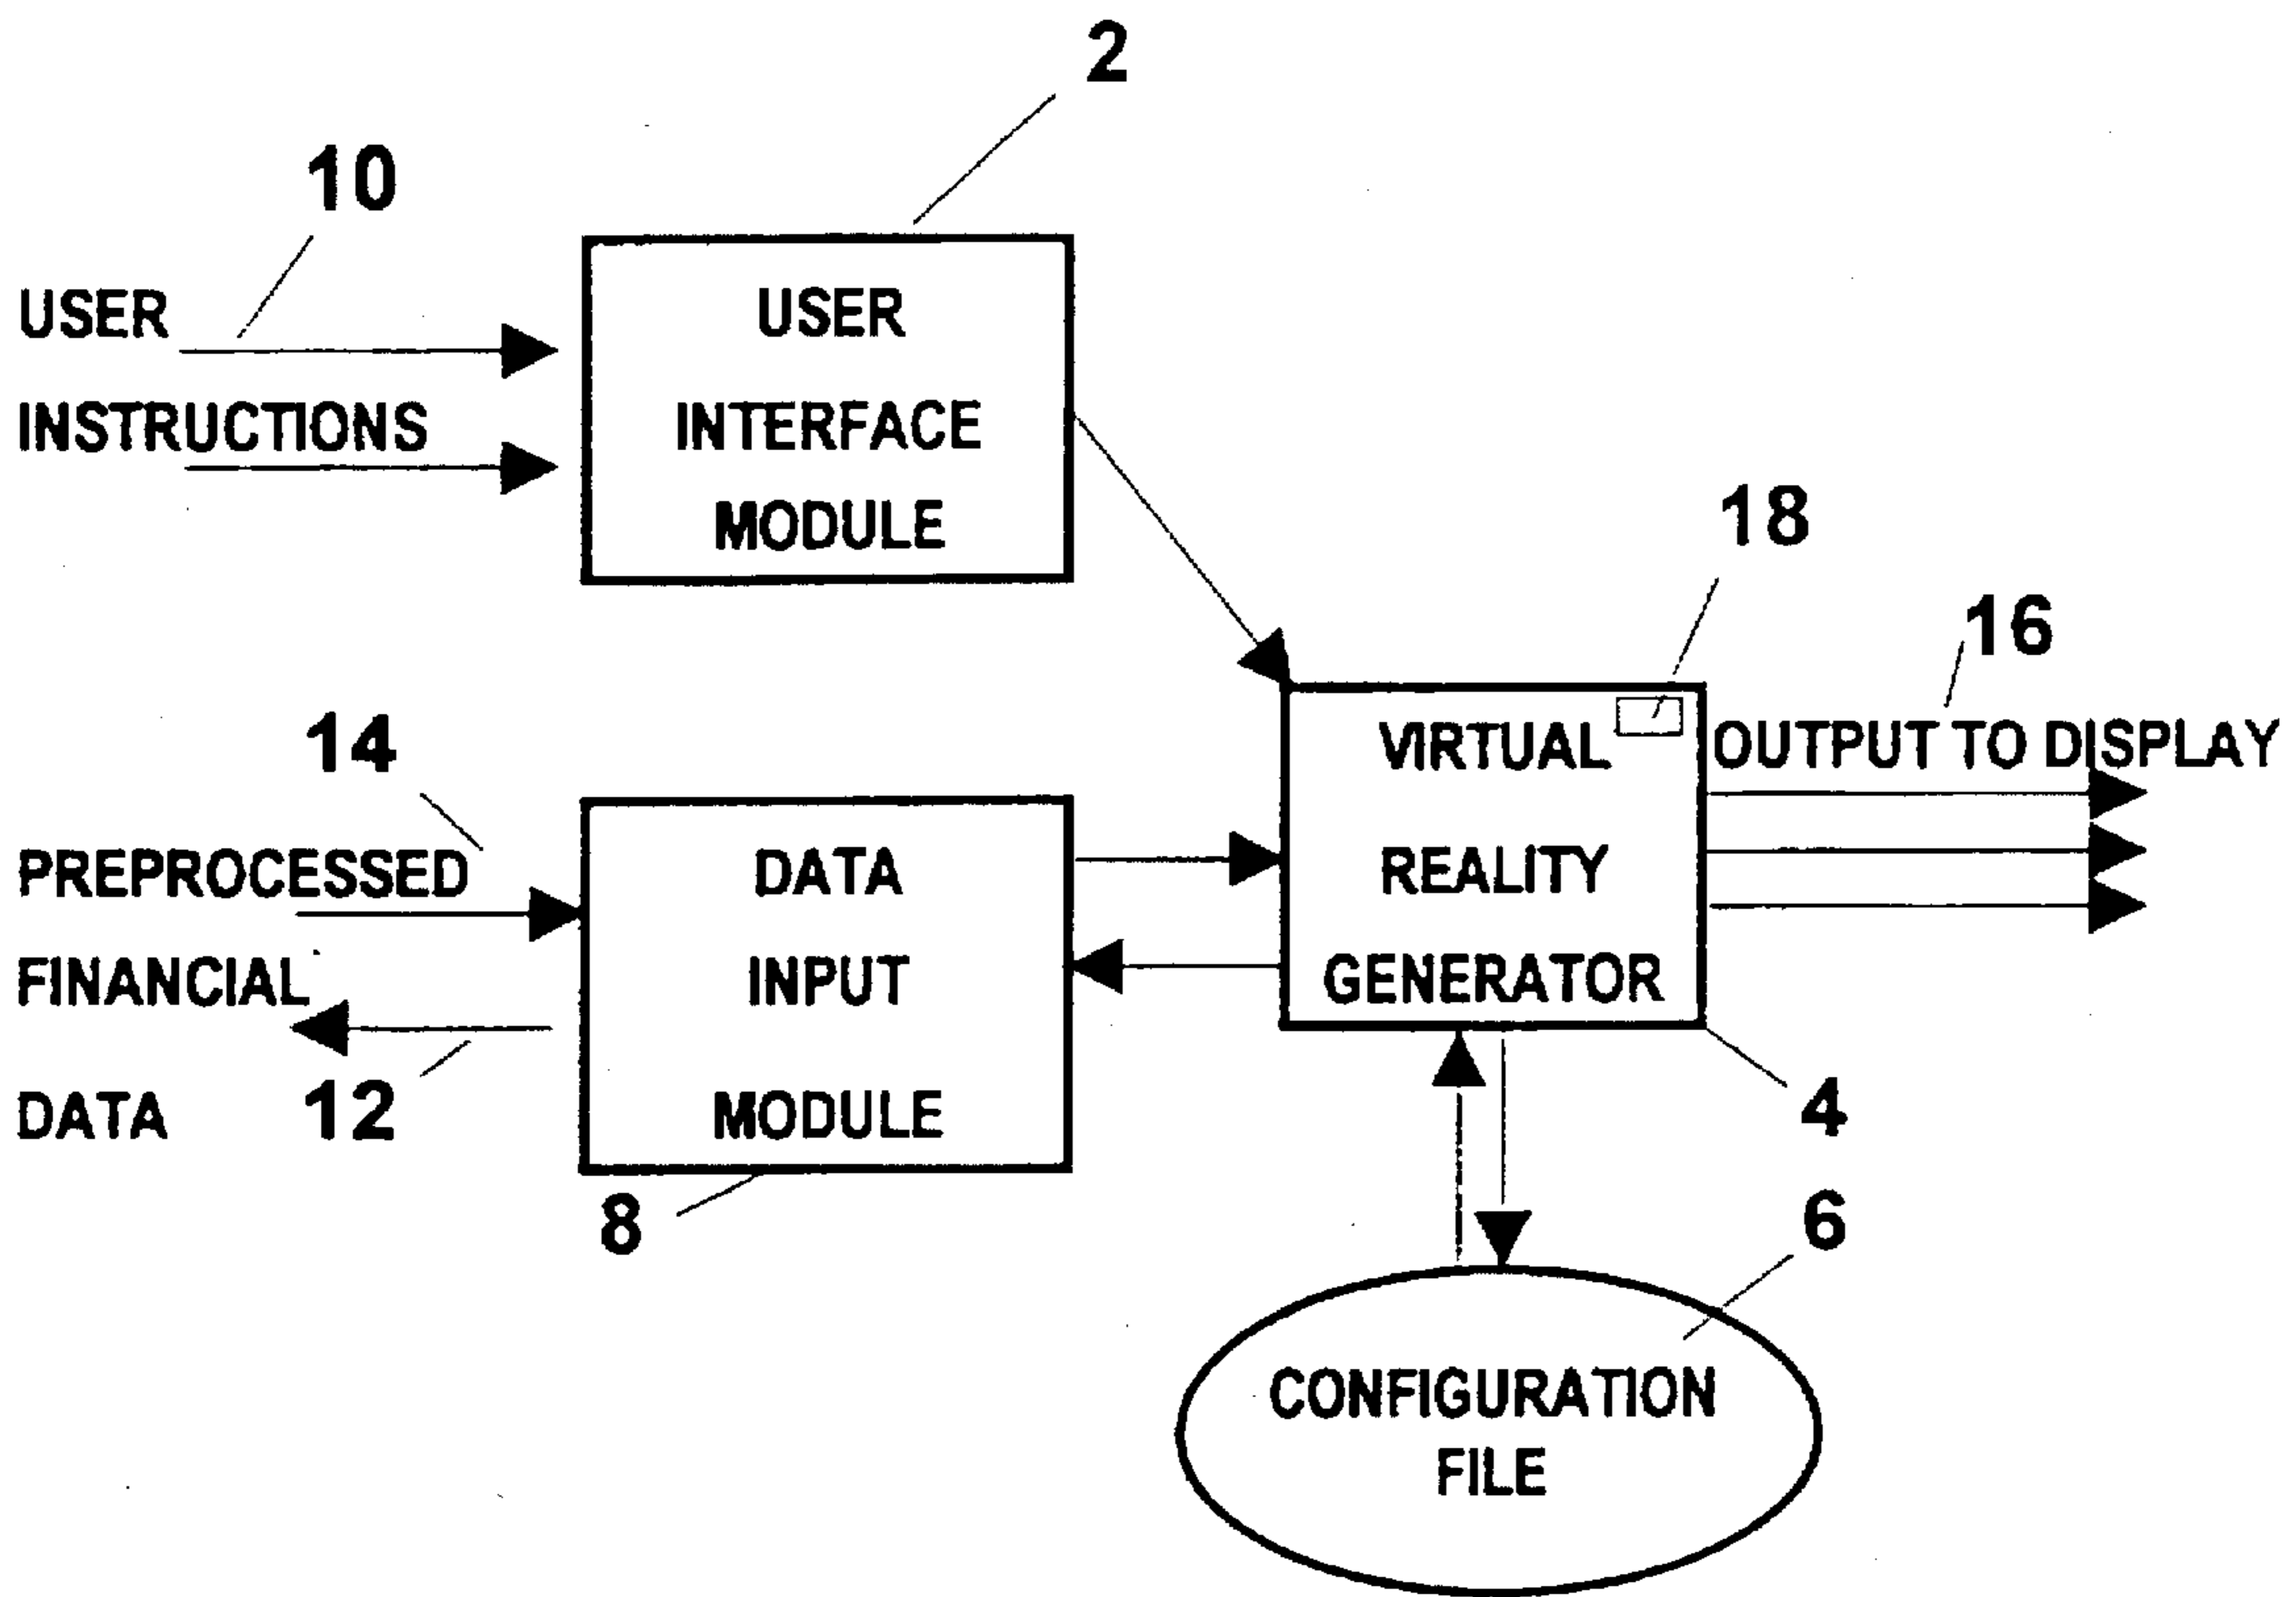 2
10
USER
INSTRUCTIONS
USER
INTERFACE
MODULE
18
16
14
PREPROCESSED
FINANCIAL
DATA
12
DATA
INPUT
MODULE
8
VIRTUAL
REALITY
GENERATOR
OUTPUT TO DISPLAY
4
6
CONFIGURATION
FILE